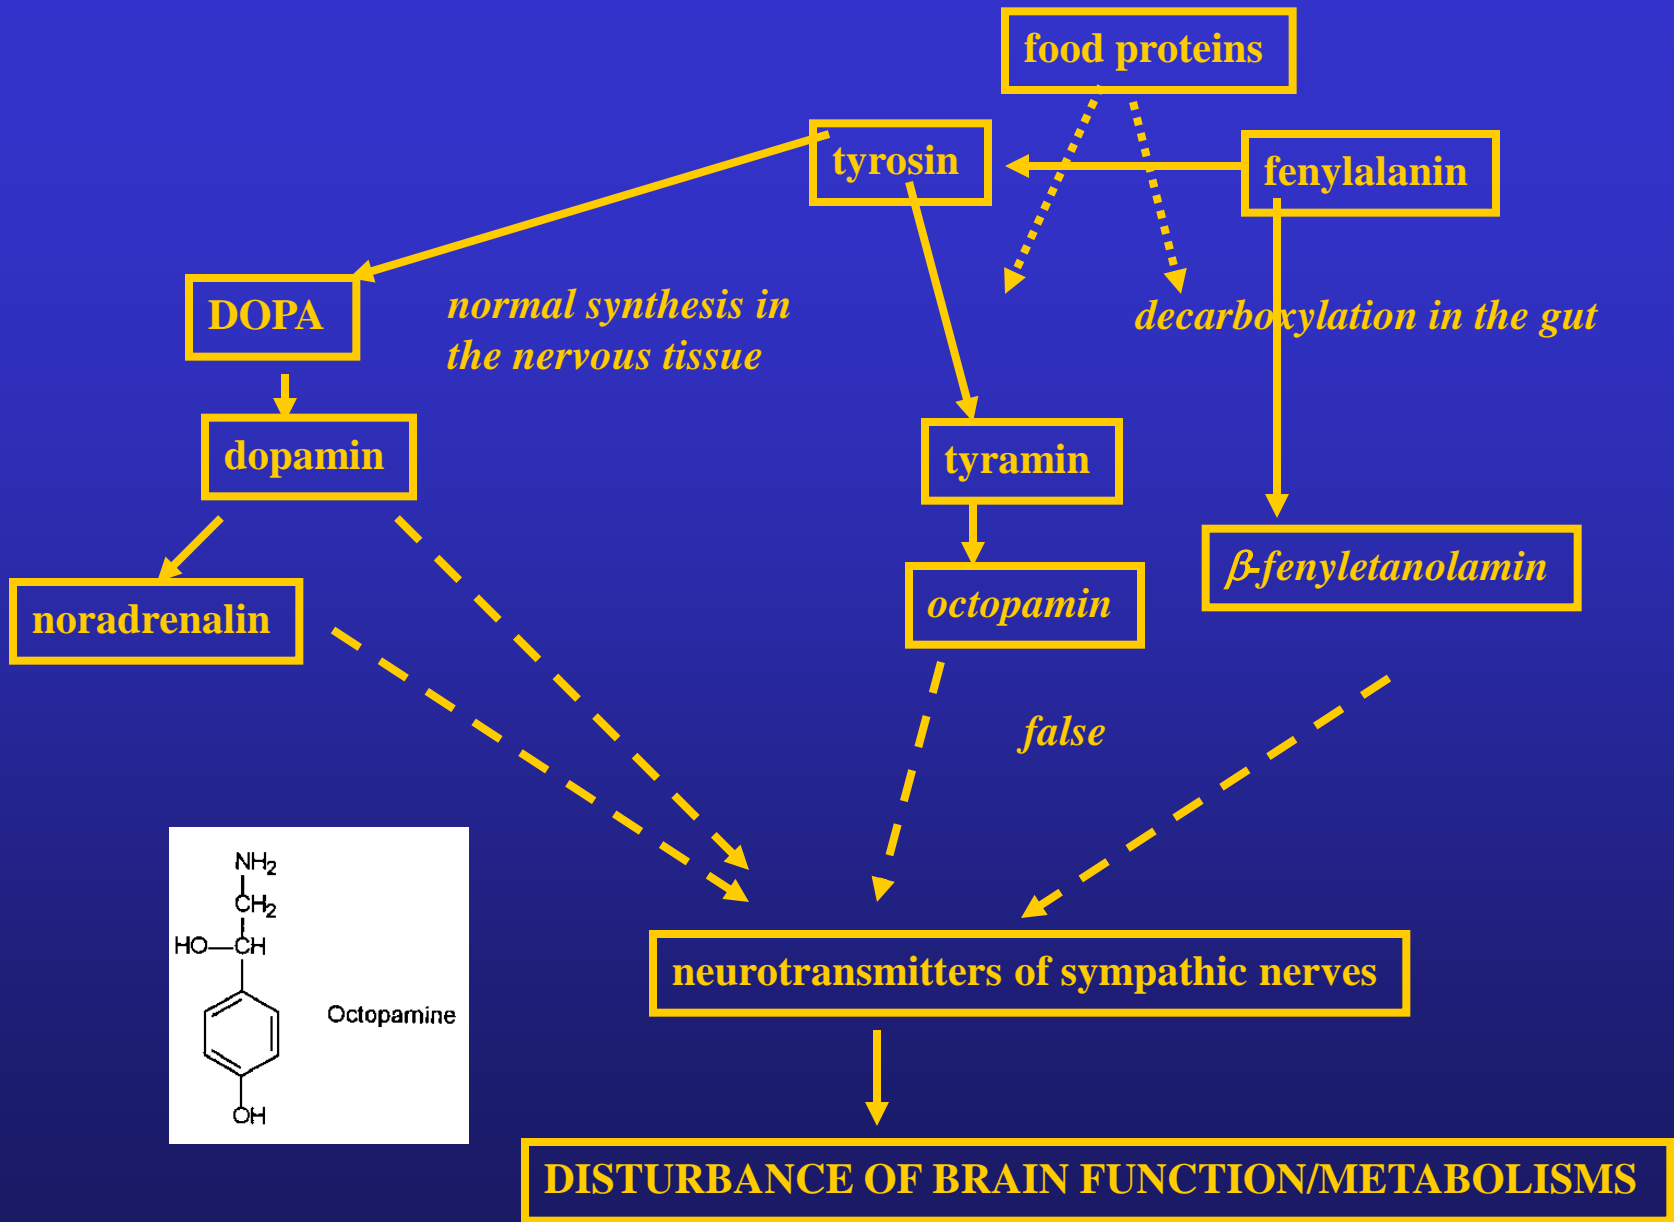 food proteins
tyrosin
fenylalanin
DOPA
normal synthesis in
the nervous tissue
decarboxylation in the gut
dopamin
tyramin
β-fenyletanolamin
noradrenalin
octopamin
false
NH2
CH2
HO—CH
Octopamine
OH
neurotransmitters of sympathic nerves
DISTURBANCE OF BRAIN FUNCTION/METABOLISMS